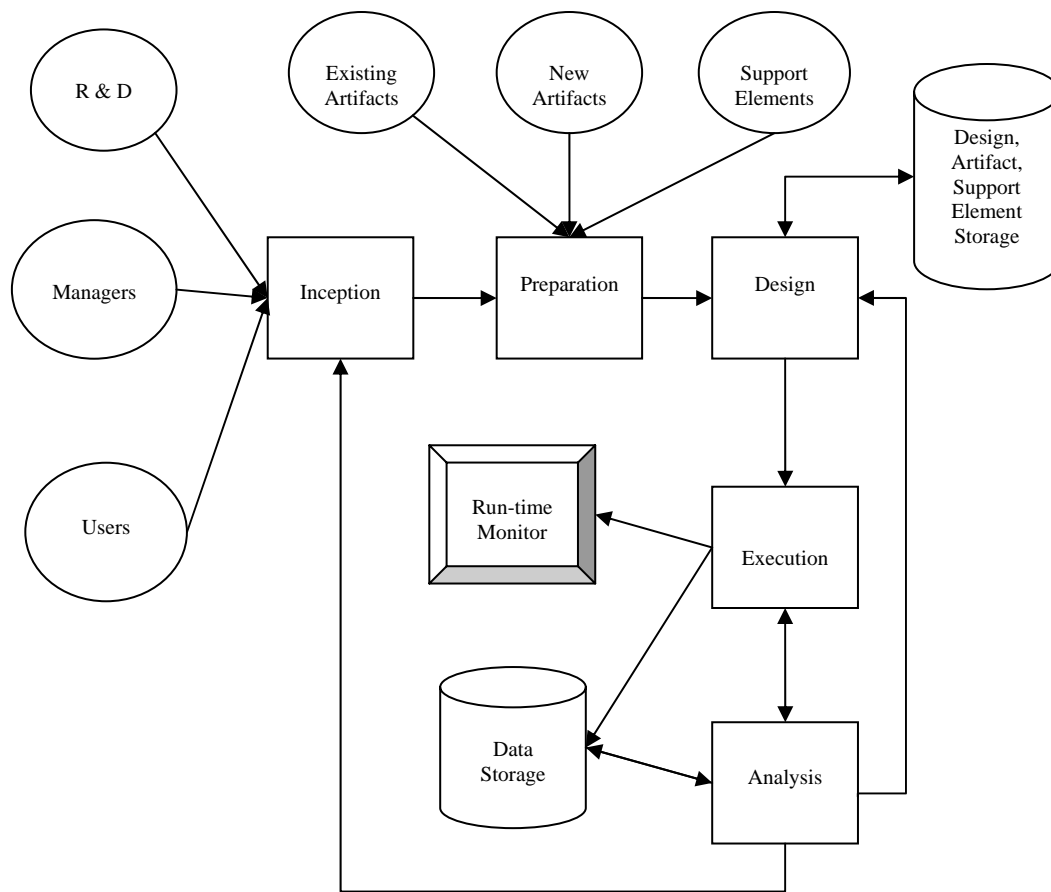 R & D
Existing
Artifacts
New
Artifacts
Support
Elements
Design,
Artifact,
Support
Element
Storage
Managers
Inception
Preparation
Design
Users
Run-time
Monitor
Execution
Data
Storage
Analysis